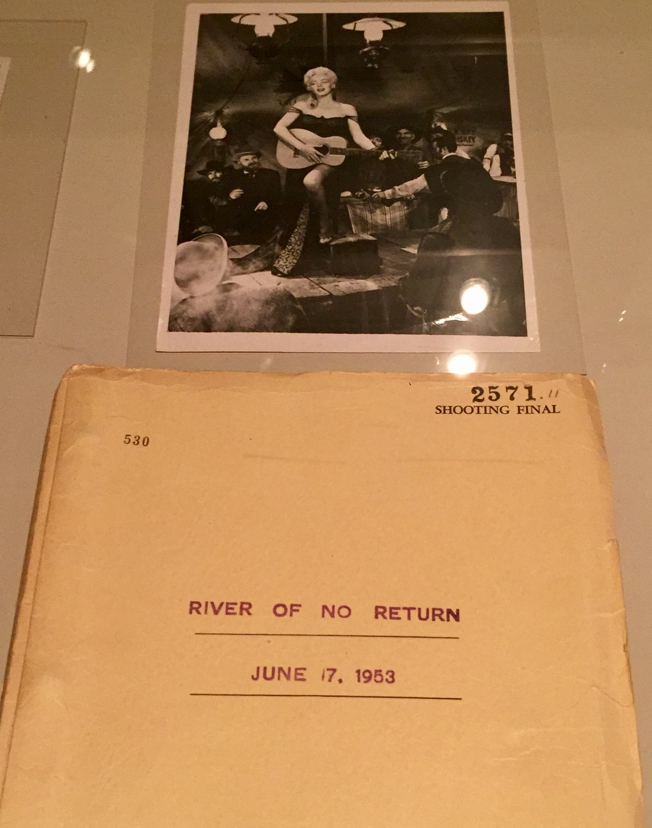 2571.11
SHOOTING FINAL
530
RIVER OF NO RETURN
JUNE 17, 1953